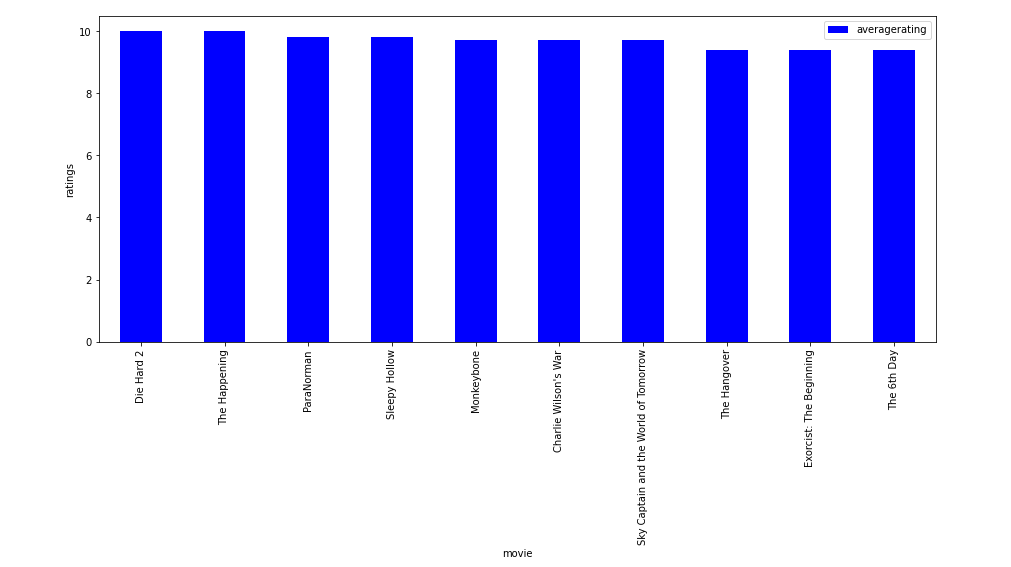 averagerating
10
8
6
4
2
0
ratings
Die Hard 2
The Happening
ParaNorman
Sleepy Hollow
Monkeybone
Charlie Wilson's War
Sky Captain and the World of Tomorrow
The Hangover
Exorcist: The Beginning
The 6th Day
movie